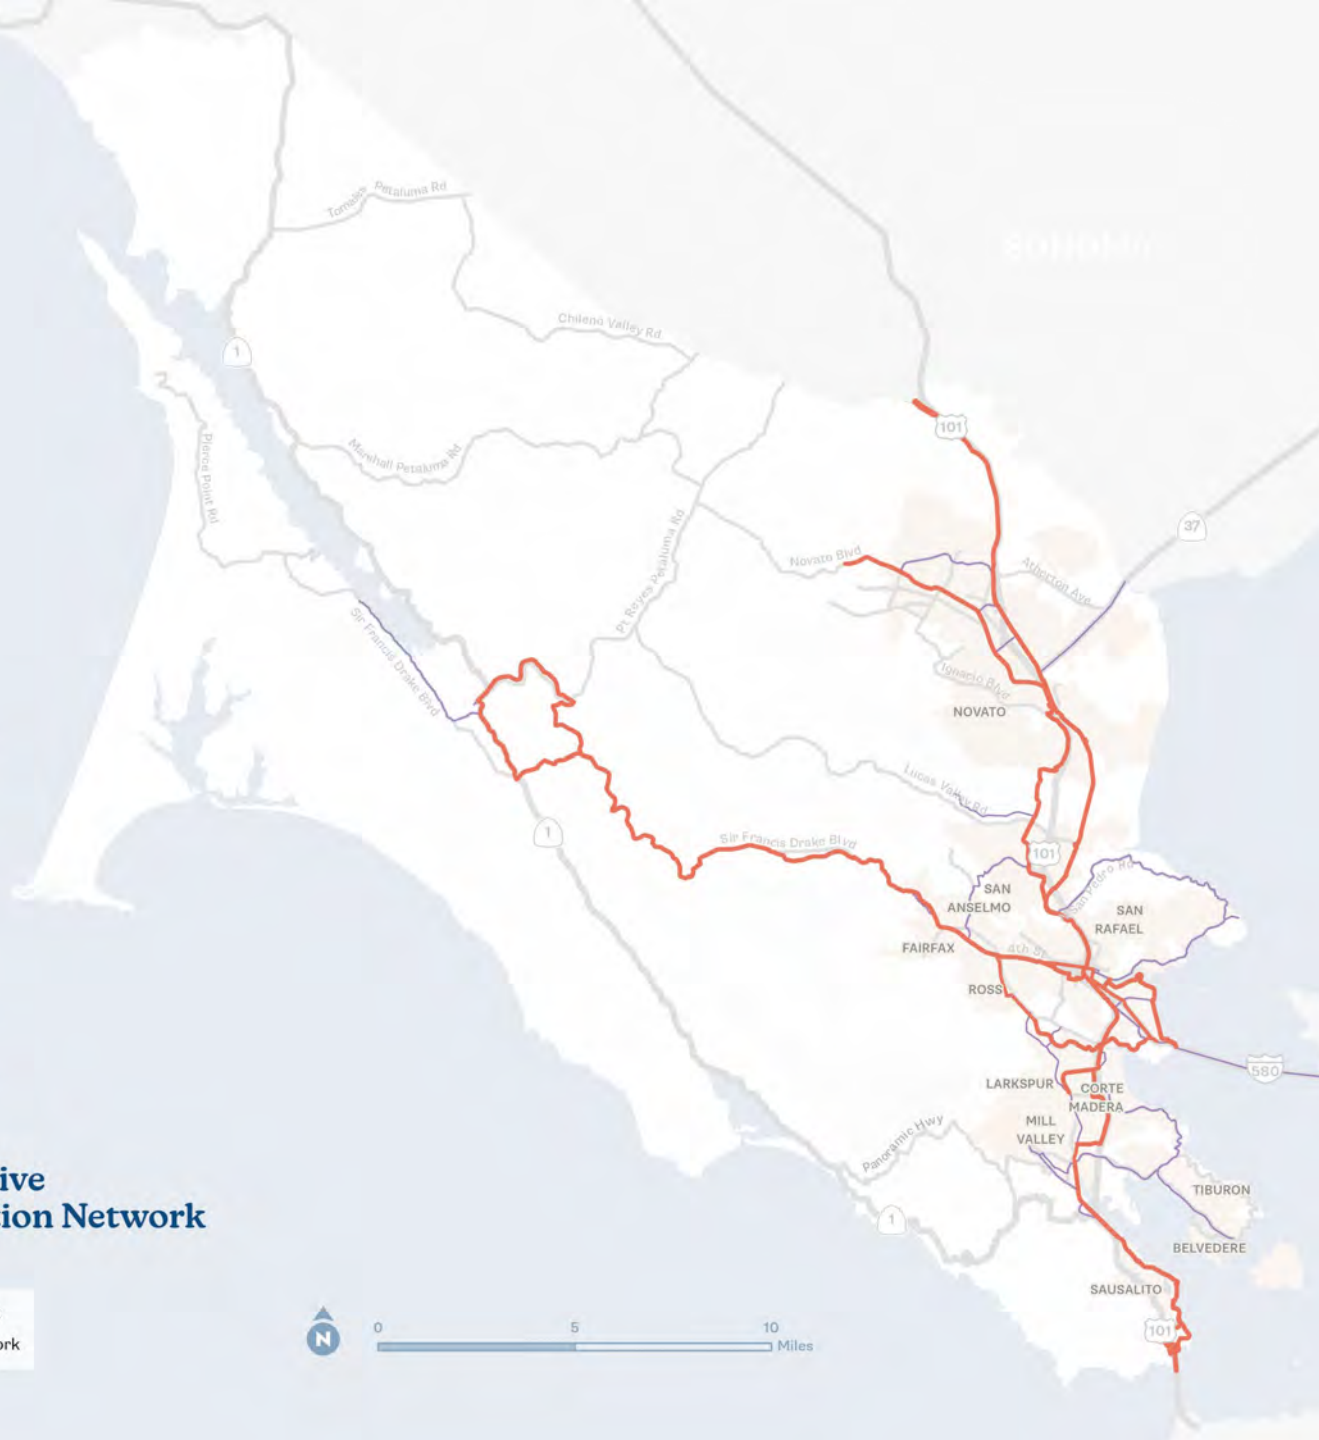 Tomales Petaluma Rd
SONOMA
Chileno Valley Rd
1
101
Marshall Petaluma Rd
Pierce Point Rd
37
Pt Reyes Petaluma Rd
Novato Blvd
Atherton Ave
Sir Francis Drake Blvd
Ignacio Blvd
NOVATO
Lucas Valley Rd
1
Sir Francis Drake Blvd
101
San Pedro Rd
SAN
ANSELMO
SAN
RAFAEL
FAIRFAX
4th St
ROSS
580
LARKSPUR
CORTE
MADERA
MILL
VALLEY
Panoramic Hwy
TIBURON
1
BELVEDERE
SAUSALITO
101
ive
tion Network
ork
N
0 5 10
Miles